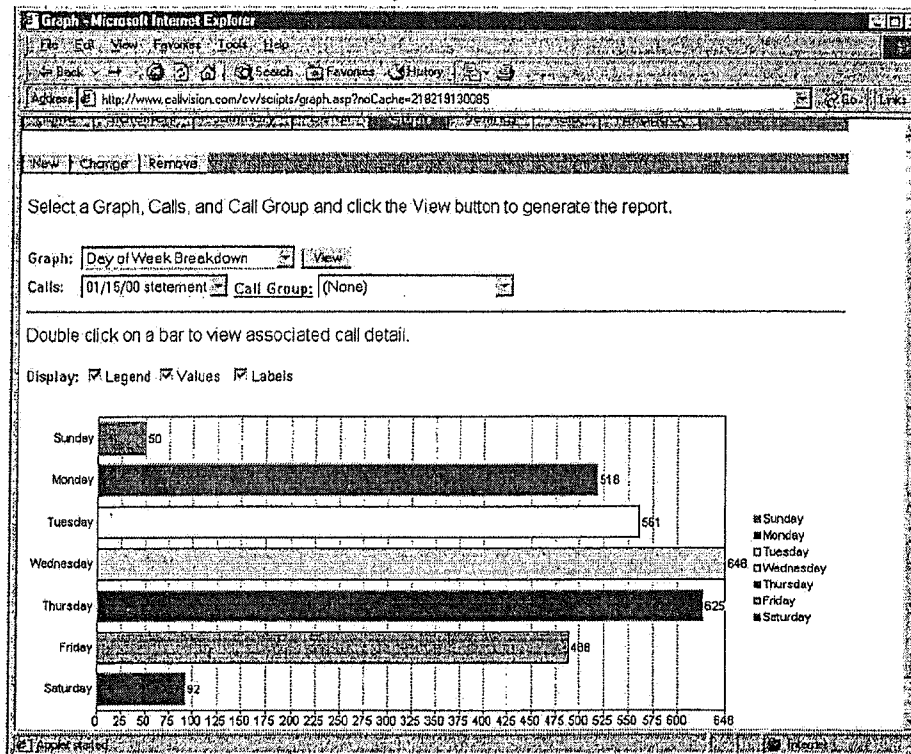 Graph - Microsoft Internet Explorer
File Edit View Favorites Tools Help
Back Search Favorites History
Address http://www.callvision.com/cv/scripts/graph.asp?noCache=218219130085 Go Links
New Change Remove
Select a Graph, Calls, and Call Group and click the View button to generate the report.
Graph: Day of Week Breakdown View
Calls: 01/15/00 statement Call Group: (None)
Double click on a bar to view associated call detail.
Display: Legend Values Labels
Sunday 50
Monday 518
Tuesday 561
Wednesday 648
Thursday 625
Friday 488
Saturday 92
0 25 50 75 100 125 150 175 200 225 250 275 300 325 350 375 400 425 450 475 500 525 550 575 600 648
Sunday
Monday
Tuesday
Wednesday
Thursday
Friday
Saturday
Applet started Internet